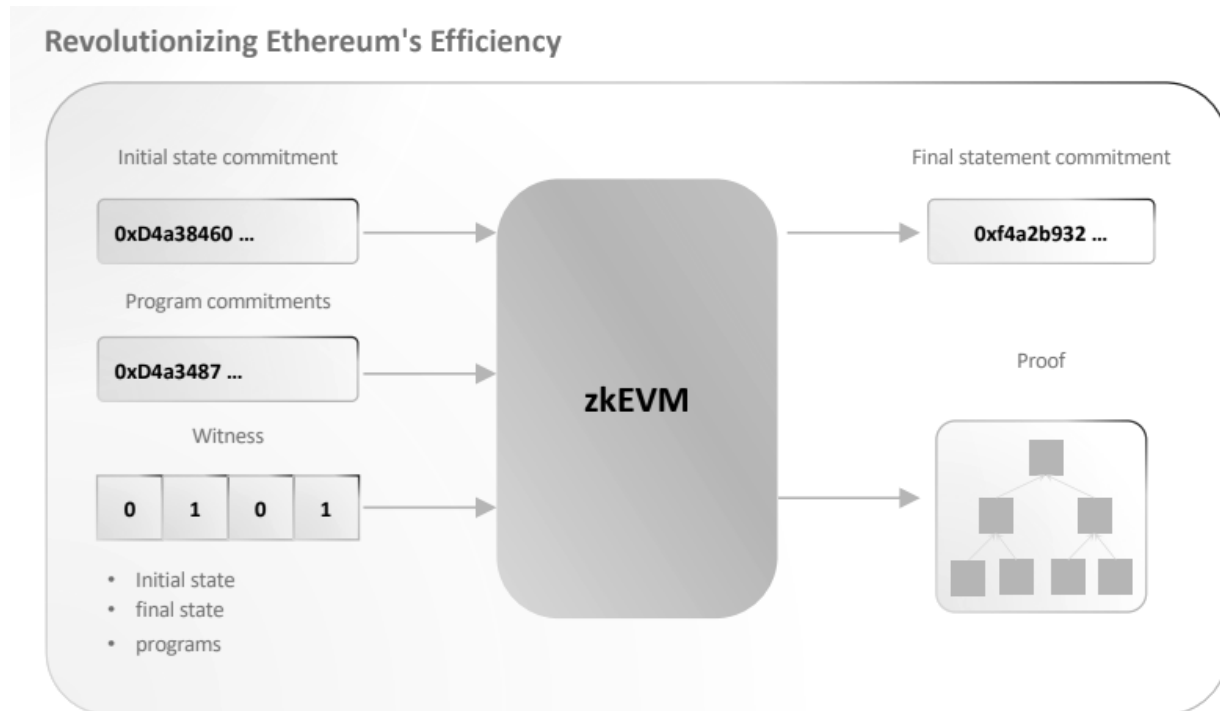 Revolutionizing Ethereum's Efficiency
Initial state commitment
0xD4a38460 ...
Program commitments
0xD4a3487 ...
Witness
0 1 0 1
• Initial state
• final state
• programs
zkEVM
Final statement commitment
0xf4a2b932 ...
Proof